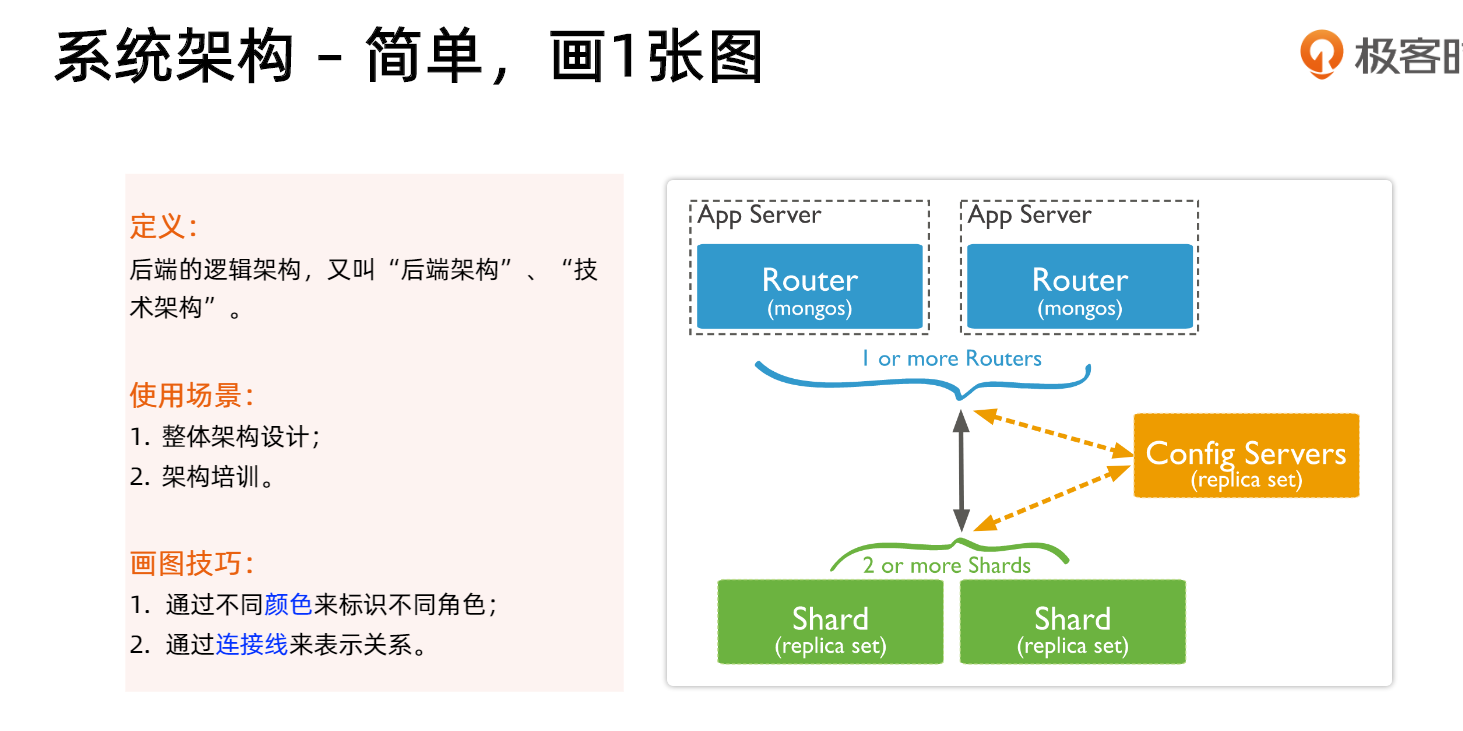 系统架构 – 简单，画1张图
极客时
定义：
后端的逻辑架构，又叫“后端架构”、“技
术架构”。
使用场景：
1. 整体架构设计；
2. 架构培训。
画图技巧：
1. 通过不同颜色来标识不同角色；
2. 通过连接线来表示关系。
App Server
App Server
Router
(mongos)
Router
(mongos)
1 or more Routers
Config Servers
(replica set)
2 or more Shards
Shard
(replica set)
Shard
(replica set)